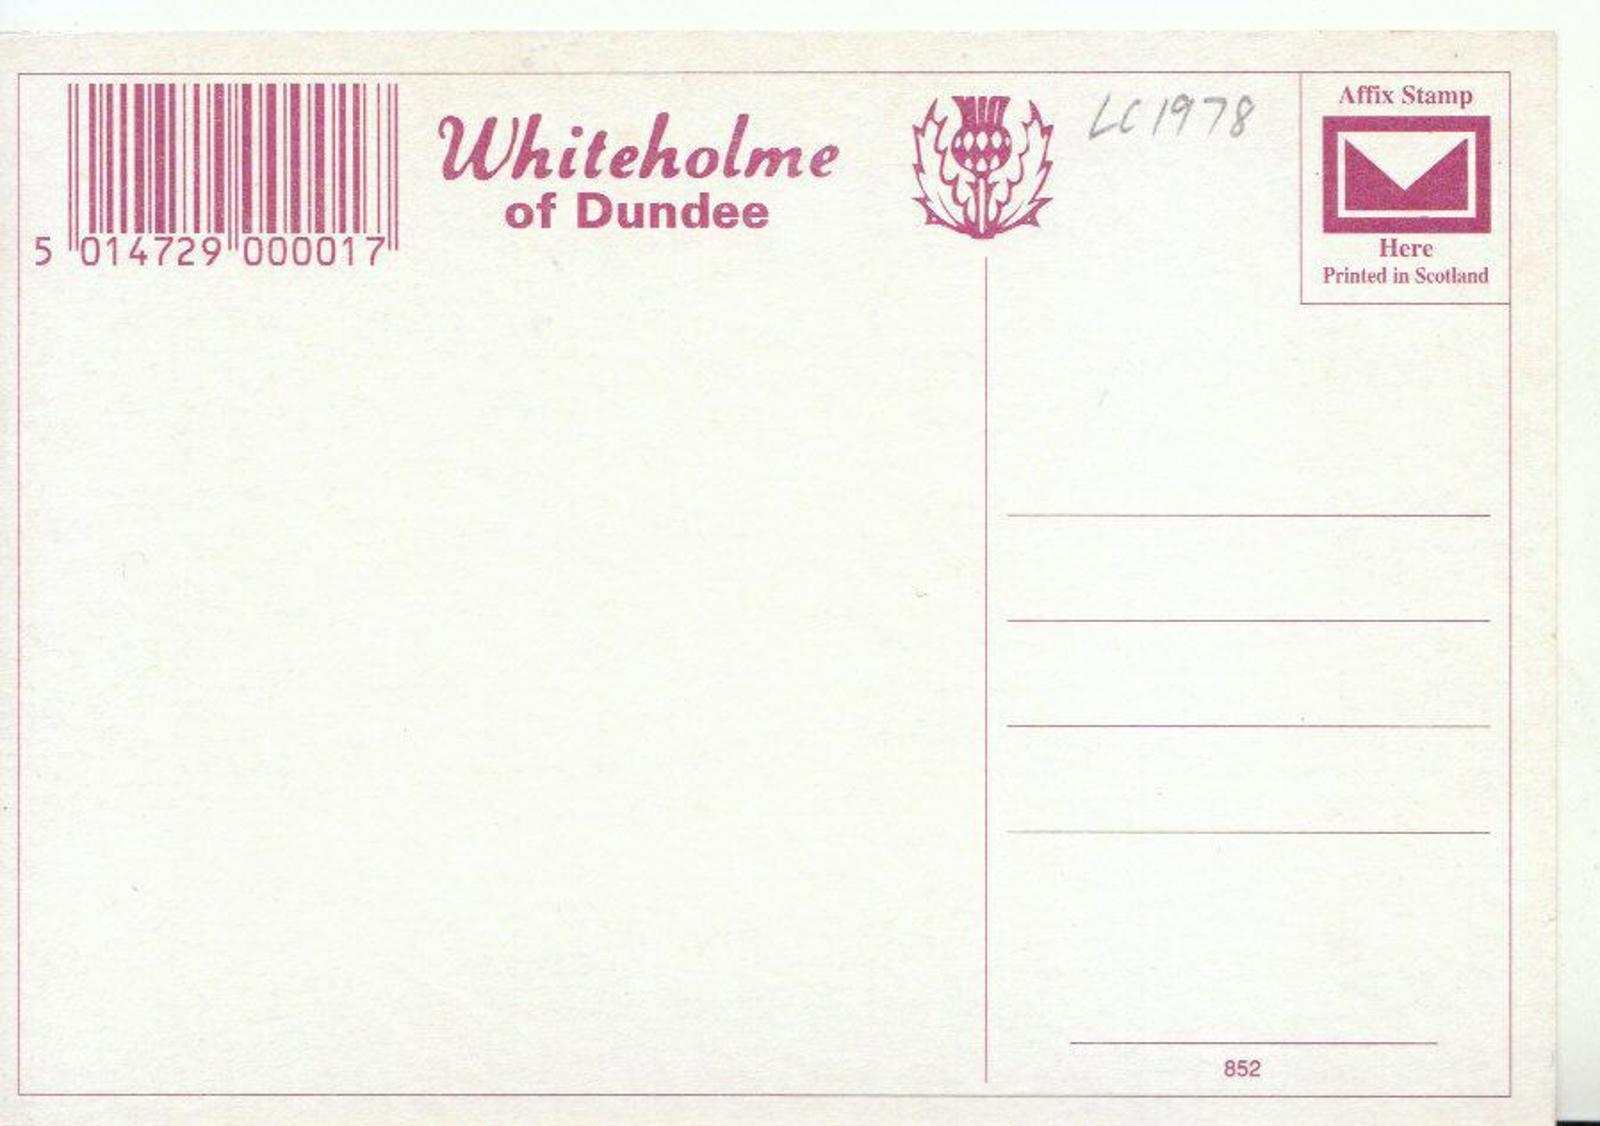 5 014729 000017
Whiteholme
of Dundee
LC1978
Affix Stamp
Here
Printed in Scotland
852